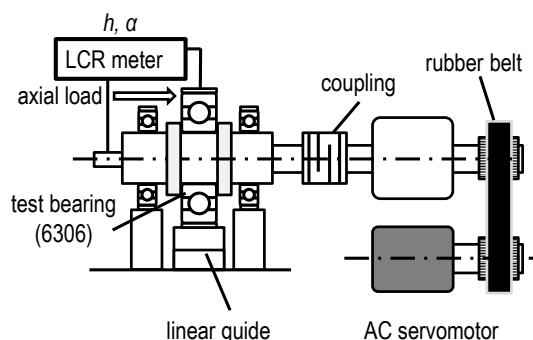 h, α
LCR meter
rubber belt
coupling
axial load
test bearing
(6306)
linear guide
AC servomotor